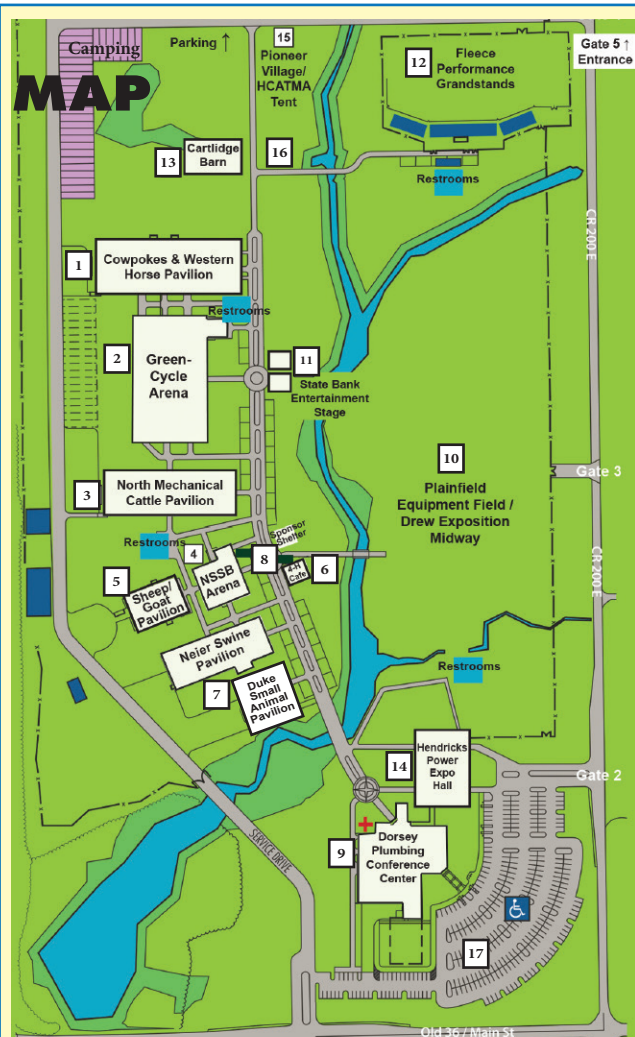 Camping
MAP
Parking ↑
15
Pioneer
Village/
HCATMA
Tent
12
Fleece
Performance
Grandstands
Gate 5 ↑
Entrance
13
Cartlidge
Barn
16
Restrooms
CR 200 E
1
Cowpokes & Western
Horse Pavilion
Restrooms
2
Green-
Cycle
Arena
11
State Bank
Entertainment
Stage
10
Plainfield
Equipment Field /
Drew Exposition
Midway
Gate 3
3
North Mechanical
Cattle Pavilion
Restrooms
4
NSSB
Arena
Sponsor
Shelter
8
4-H
Cafe
6
CR 200 E
5
Sheep/
Goat
Pavilion
Neier Swine
Pavilion
7
Duke
Small
Animal
Pavilion
Restrooms
14
Hendricks
Power
Expo
Hall
Gate 2
9
Dorsey
Plumbing
Conference
Center
SERVICE DRIVE
17
Old 36 / Main St